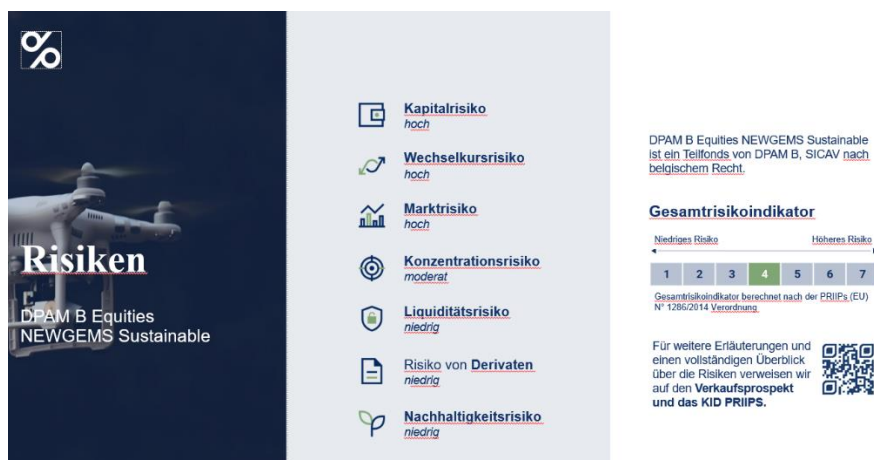 Risiken
DPAM B Equities
NEWGEMS Sustainable
Kapitalrisiko
hoch
Wechselkursrisiko
hoch
Marktrisiko
hoch
Konzentrationsrisiko
moderat
Liquiditätsrisiko
niedrig
Risiko von Derivaten
niedrig
Nachhaltigkeitsrisiko
niedrig
DPAM B Equities NEWGEMS Sustainable
ist ein Teilfonds von DPAM B, SICAV nach
belgischem Recht.
Gesamtrisikoindikator
Niedriges Risiko Höheres Risiko
1 2 3 4 5 6 7
Gesamtrisikoindikator berechnet nach der PRIIPs (EU)
N° 1286/2014 Verordnung
Für weitere Erläuterungen und
einen vollständigen Überblick
über die Risiken verweisen wir
auf den Verkaufsprospekt
und das KID PRIIPS.